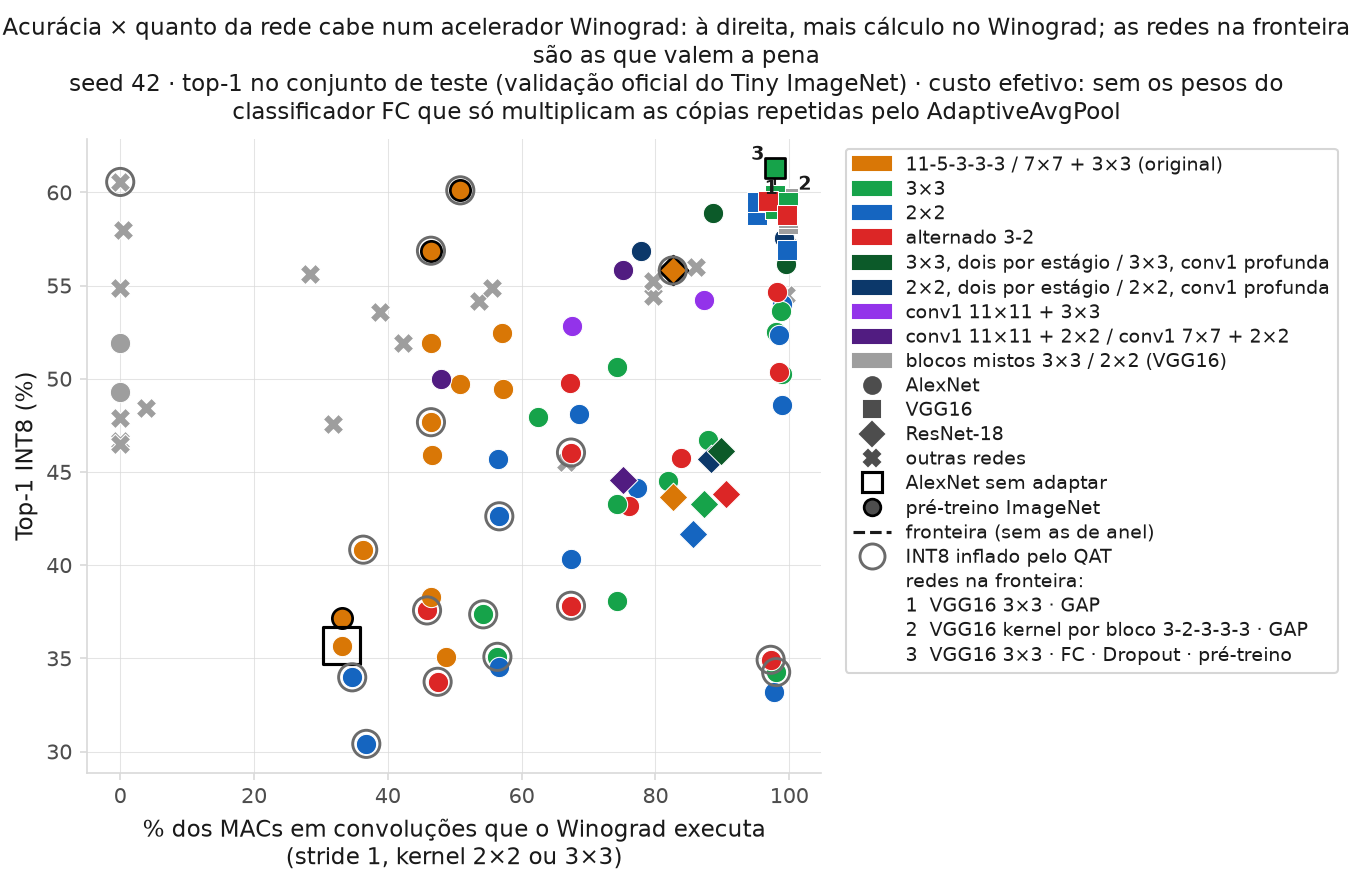 Acurácia × quanto da rede cabe num acelerador Winograd: à direita, mais cálculo no Winograd; as redes na fronteira
são as que valem a pena
seed 42 · top-1 no conjunto de teste (validação oficial do Tiny ImageNet) · custo efetivo: sem os pesos do
classificador FC que só multiplicam as cópias repetidas pelo AdaptiveAvgPool
Top-1 INT8 (%)
60
55
50
45
40
35
30
0
20
40
60
80
100
% dos MACs em convoluções que o Winograd executa
(stride 1, kernel 2×2 ou 3×3)
3
1
2
11-5-3-3-3 / 7×7 + 3×3 (original)
3×3
2×2
alternado 3-2
3×3, dois por estágio / 3×3, conv1 profunda
2×2, dois por estágio / 2×2, conv1 profunda
conv1 11×11 + 3×3
conv1 11×11 + 2×2 / conv1 7×7 + 2×2
blocos mistos 3×3 / 2×2 (VGG16)
AlexNet
VGG16
ResNet-18
outras redes
AlexNet sem adaptar
pré-treino ImageNet
fronteira (sem as de anel)
INT8 inflado pelo QAT
redes na fronteira:
1 VGG16 3×3 · GAP
2 VGG16 kernel por bloco 3-2-3-3-3 · GAP
3 VGG16 3×3 · FC · Dropout · pré-treino